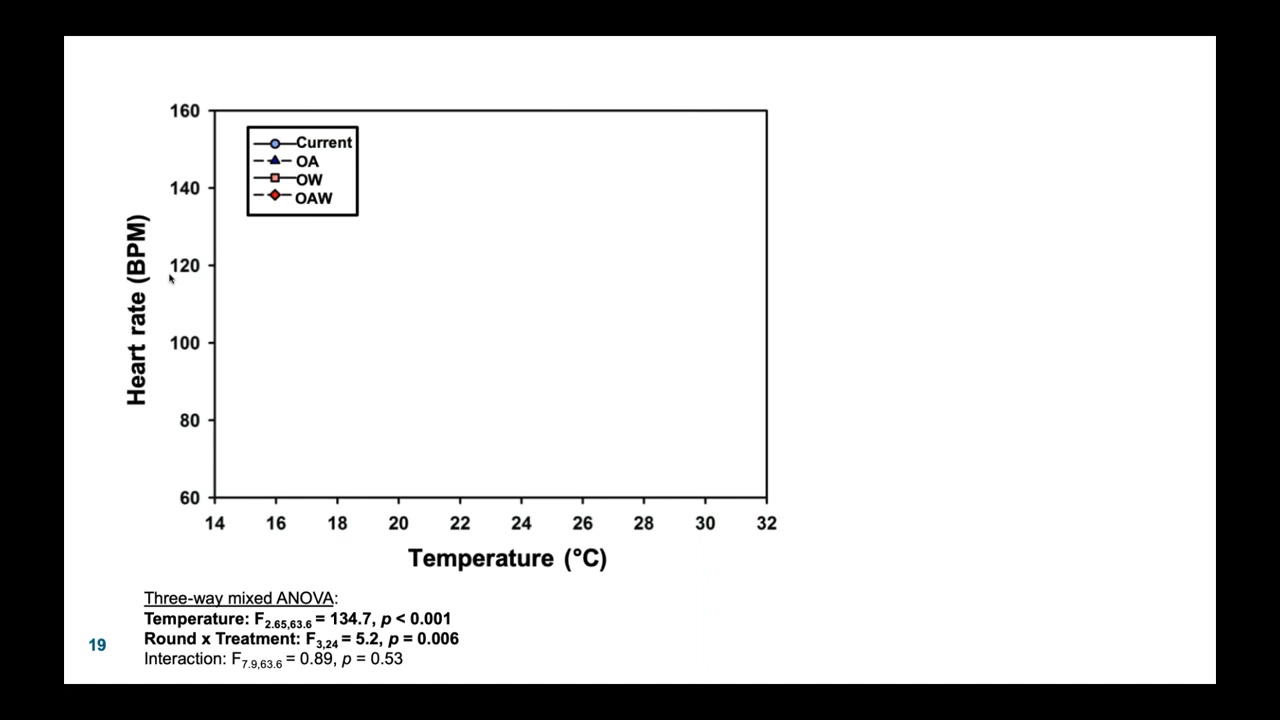 160
140
120
100
80
60
Heart rate (BPM)
Current
OA
OW
OAW
14 16 18 20 22 24 26 28 30 32
Temperature (°C)
Three-way mixed ANOVA:
Temperature: F2.65,63.6 = 134.7, p < 0.001
Round x Treatment: F3,24 = 5.2, p = 0.006
Interaction: F7.9,63.6 = 0.89, p = 0.53
19